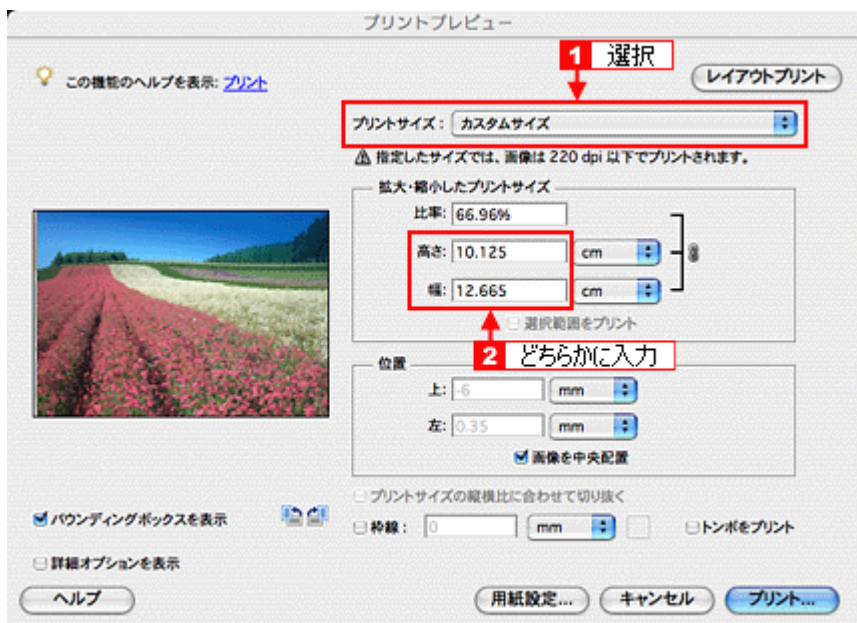 プリントプレビュー
1 選択
この機能のヘルプを表示: プリント
レイアウトプリント
プリントサイズ: カスタムサイズ
指定したサイズでは、画像は 220 dpi 以下でプリントされます。
拡大・縮小したプリントサイズ
比率: 66.96%
高さ: 10.125 cm
幅: 12.665 cm
選択範囲をプリント
2 どちらかに入力
位置
上: -6 mm
左: 0.35 mm
画像を中央配置
プリントサイズの縦横比に合わせて切り抜く
バウンディングボックスを表示
枠線: 0 mm
トンボをプリント
詳細オプションを表示
ヘルプ
用紙設定...
キャンセル
プリント...